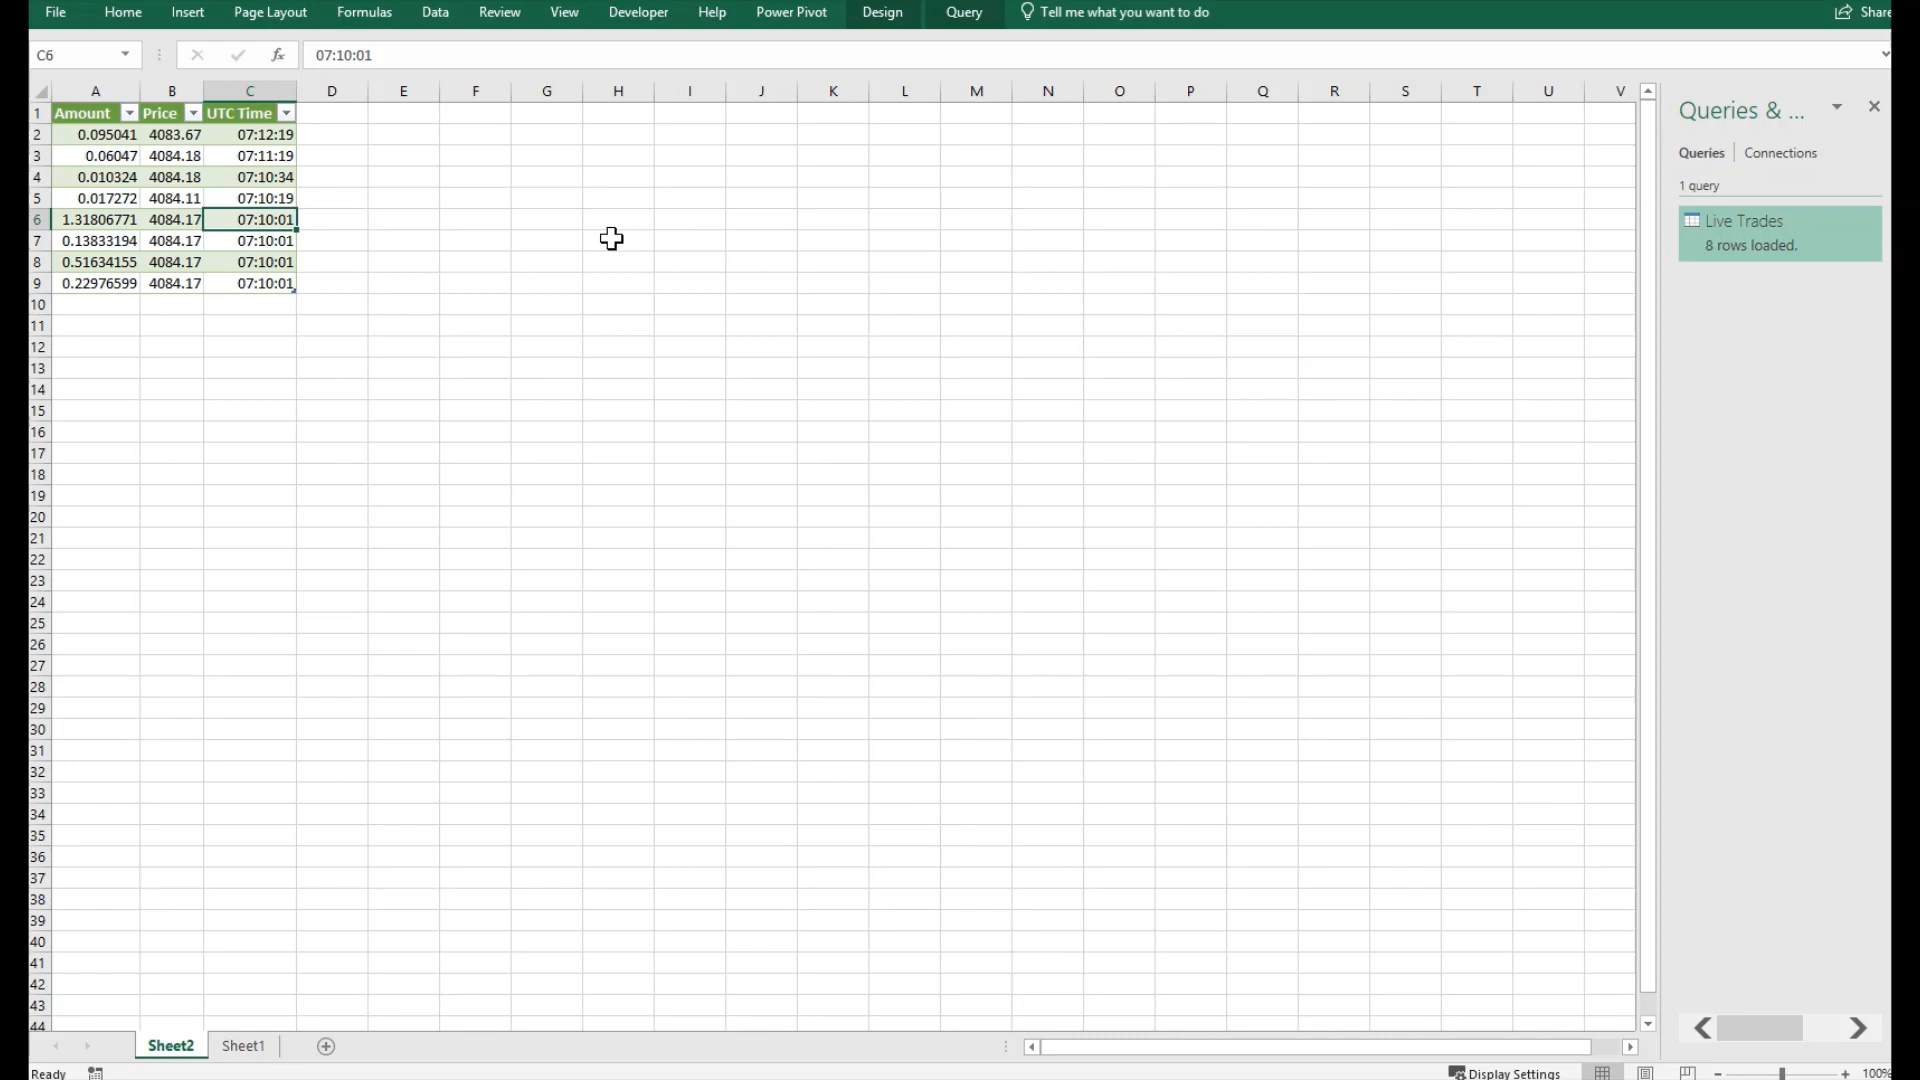 File Home Insert Page Layout Formulas Data Review View Developer Help Power Pivot Design Query Tell me what you want to do Share
C6 fx 07:10:01
A B C D E F G H I J K L M N O P Q R S T U V
1 Amount Price UTC Time
2 0.095041 4083.67 07:12:19
3 0.06047 4084.18 07:11:19
4 0.010324 4084.18 07:10:34
5 0.017272 4084.11 07:10:19
6 1.31806771 4084.17 07:10:01
7 0.13833194 4084.17 07:10:01
8 0.51634155 4084.17 07:10:01
9 0.22976599 4084.17 07:10:01
10
11
12
13
14
15
16
17
18
19
20
21
22
23
24
25
26
27
28
29
30
31
32
33
34
35
36
37
38
39
40
41
42
43
44
Queries & ...
Queries Connections
1 query
Live Trades
8 rows loaded.
Sheet2 Sheet1
Ready Display Settings 100%